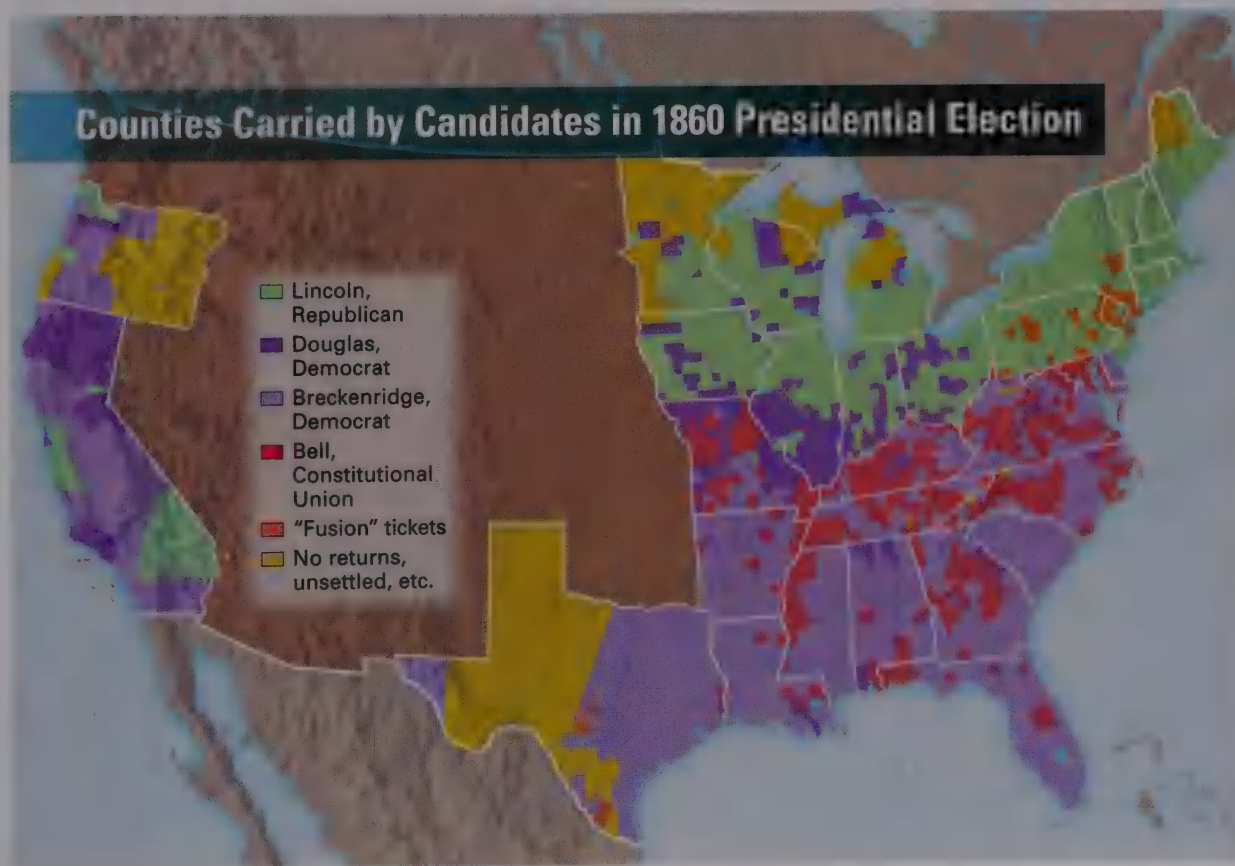 Counties Carried by Candidates in 1860 Presidential Election
Lincoln,
Republican
Douglas,
Democrat
Breckenridge,
Democrat
Bell,
Constitutional
Union
"Fusion" tickets
No returns,
unsettled, etc.